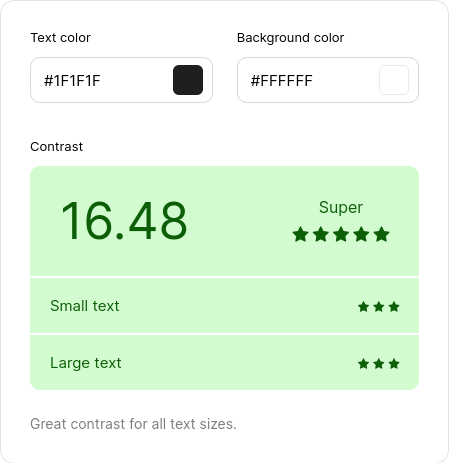 Text color
Background color
#1F1F1F
#FFFFFF
Contrast
16.48
Super
Small text
Large text
Great contrast for all text sizes.